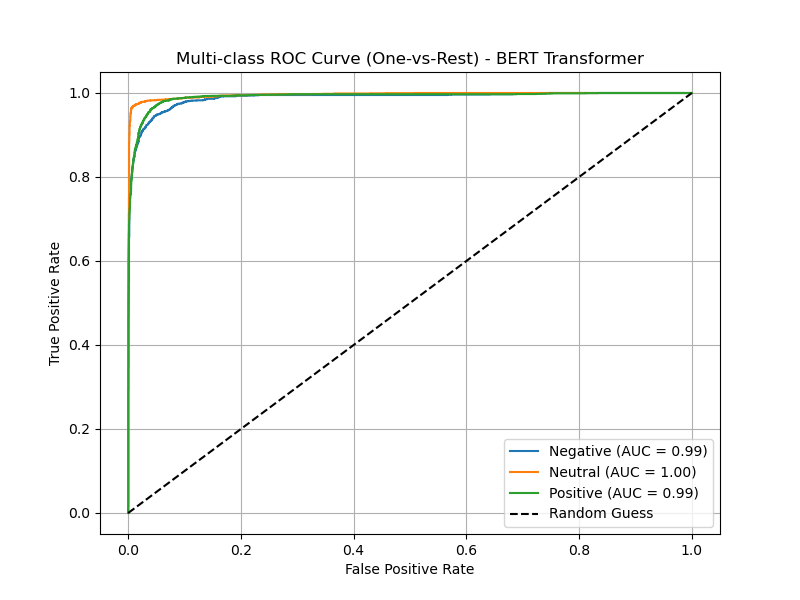 Multi-class ROC Curve (One-vs-Rest) - BERT Transformer
True Positive Rate
1.0
0.8
0.6
0.4
0.2
0.0
Negative (AUC = 0.99)
Neutral (AUC = 1.00)
Positive (AUC = 0.99)
Random Guess
0.0 0.2 0.4 0.6 0.8 1.0
False Positive Rate